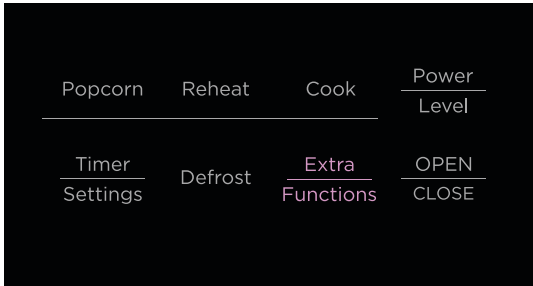 Popcorn Reheat Cook Power
Level
Timer Defrost Extra OPEN
Settings Functions CLOSE